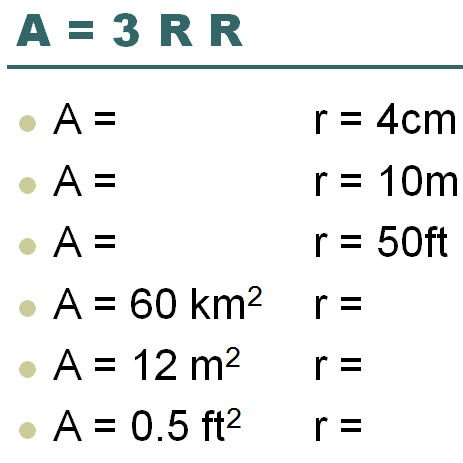 A = 3 R R
A = r = 4cm
A = r = 10m
A = r = 50ft
A = 60 km² r =
A = 12 m² r =
A = 0.5 ft² r =